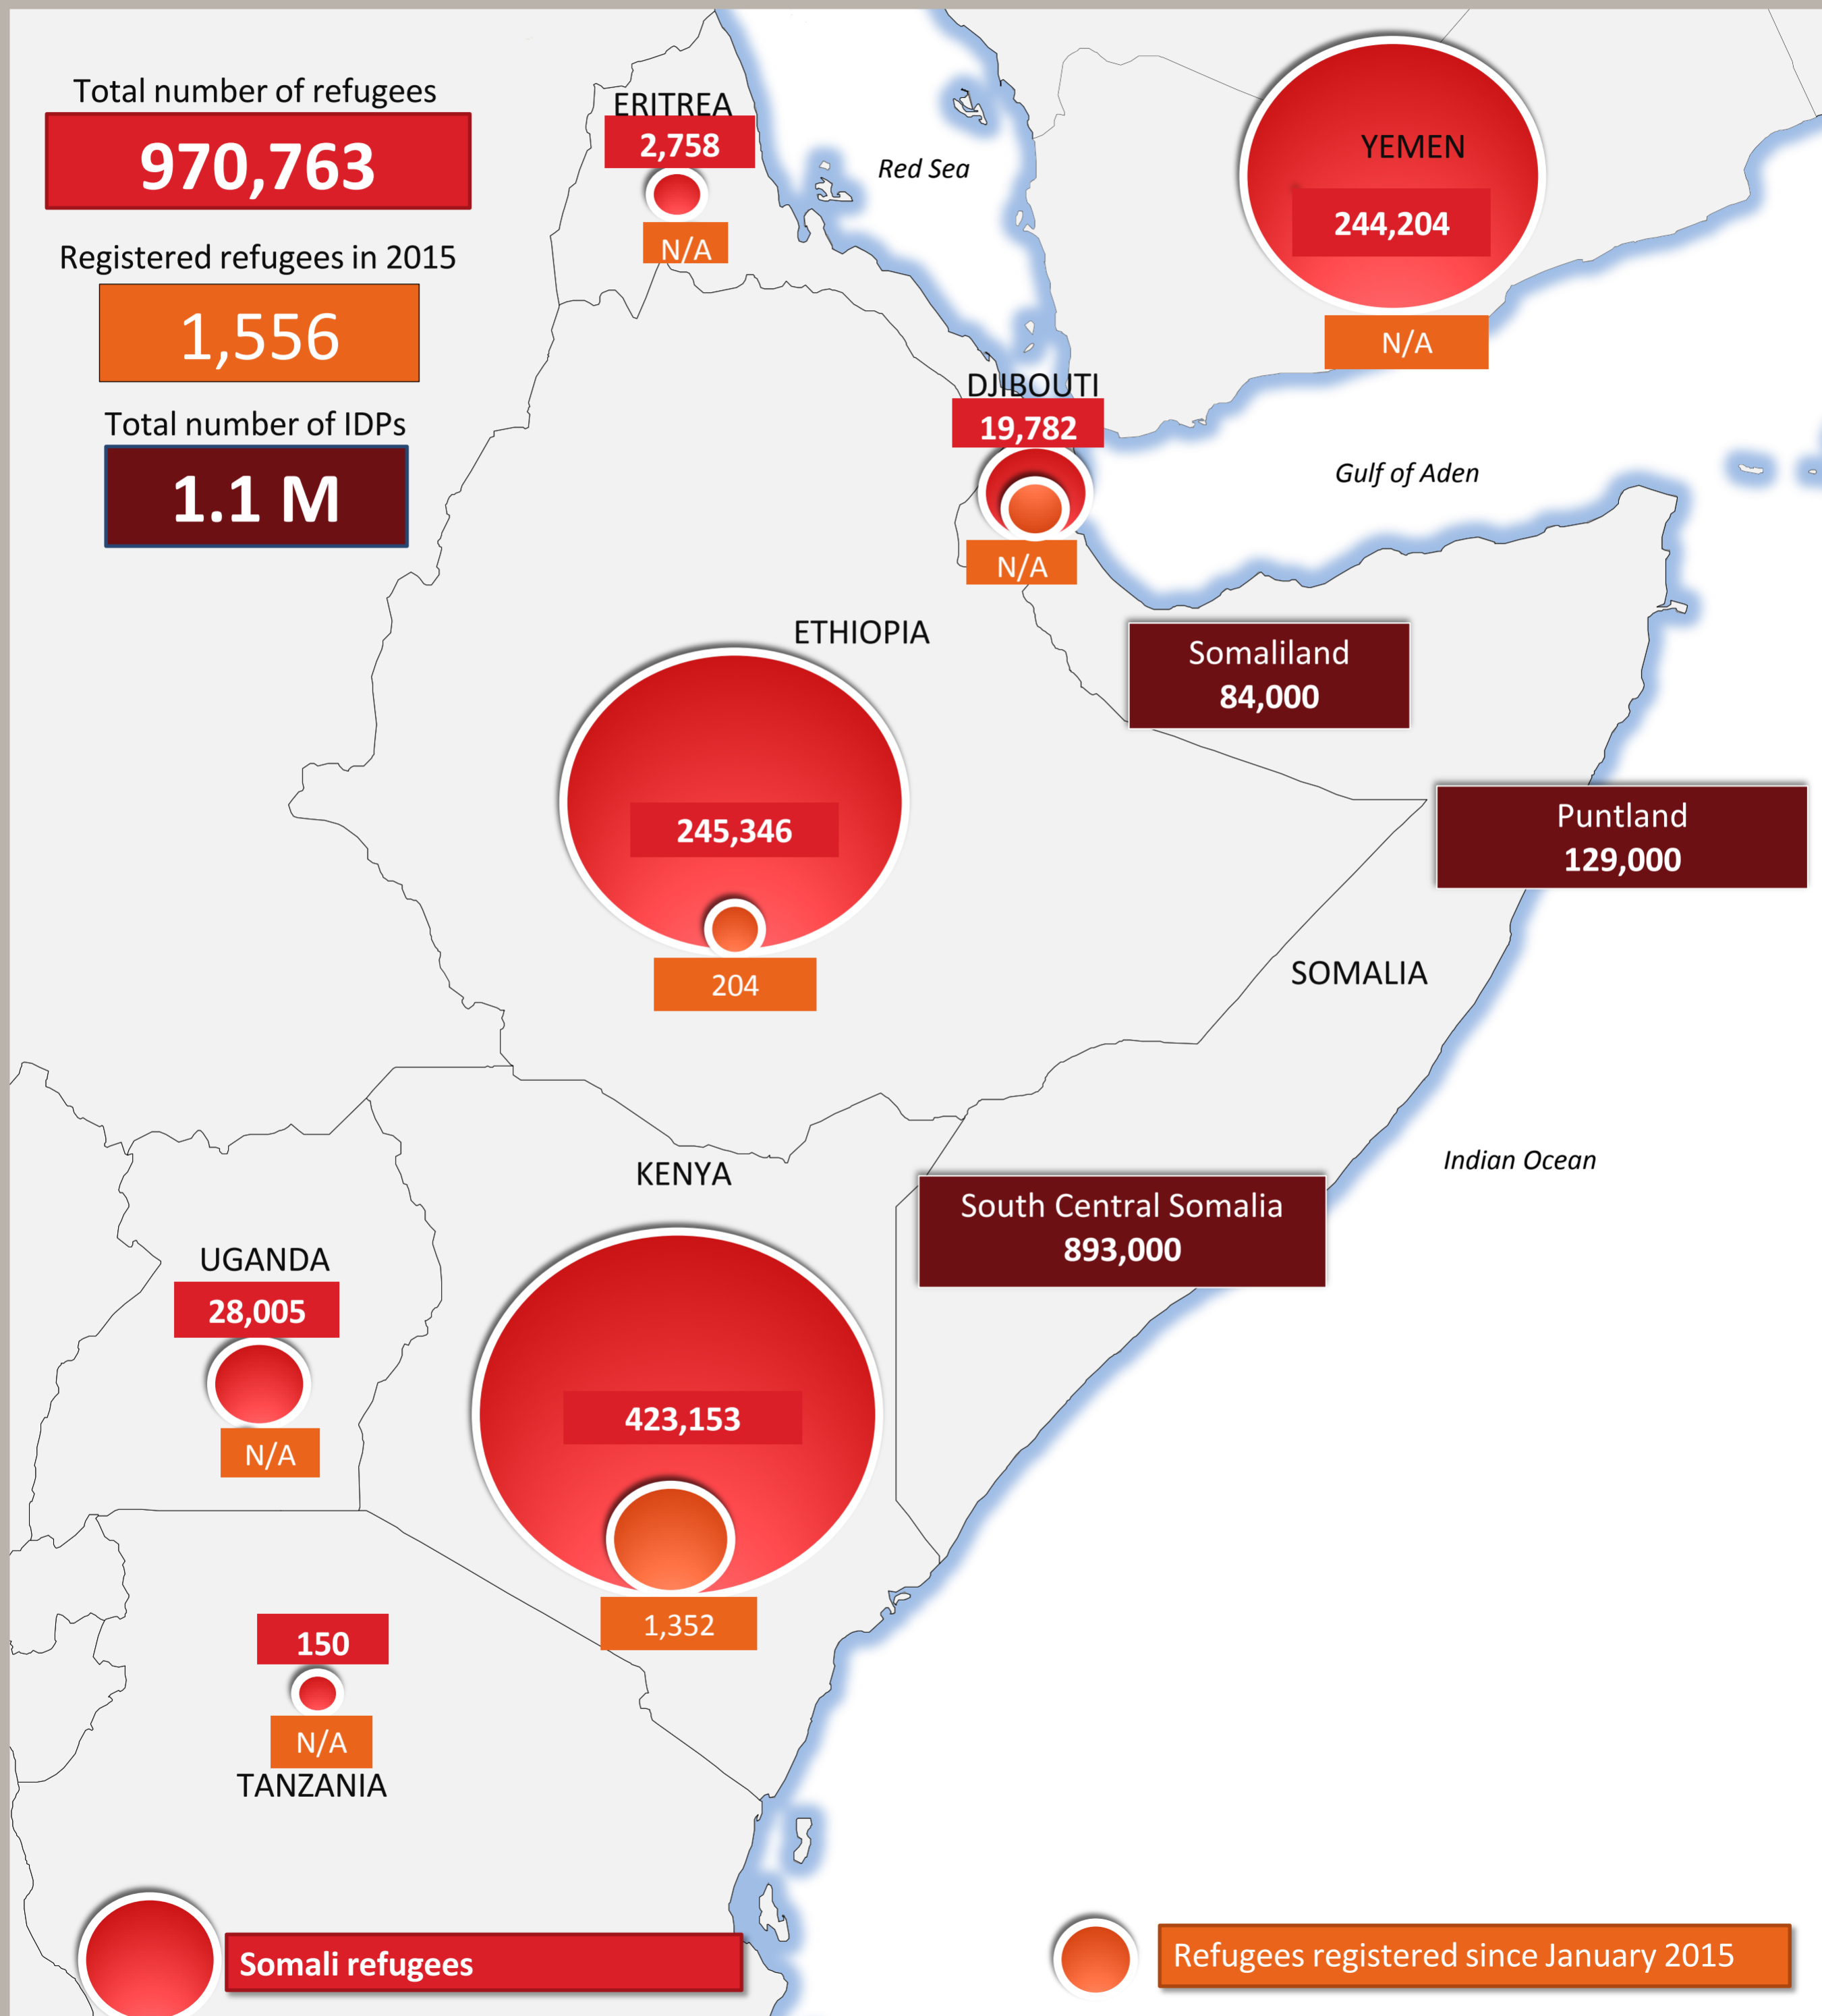 Total number of refugees
970,763
Registered refugees in 2015
1,556
Total number of IDPs
1.1 M
ERITREA
2,758
N/A
Red Sea
YEMEN
244,204
N/A
DJIBOUTI
19,782
N/A
Gulf of Aden
ETHIOPIA
245,346
204
Somaliland
84,000
Puntland
129,000
SOMALIA
Indian Ocean
KENYA
423,153
1,352
South Central Somalia
893,000
UGANDA
28,005
N/A
150
N/A
TANZANIA
Somali refugees
Refugees registered since January 2015